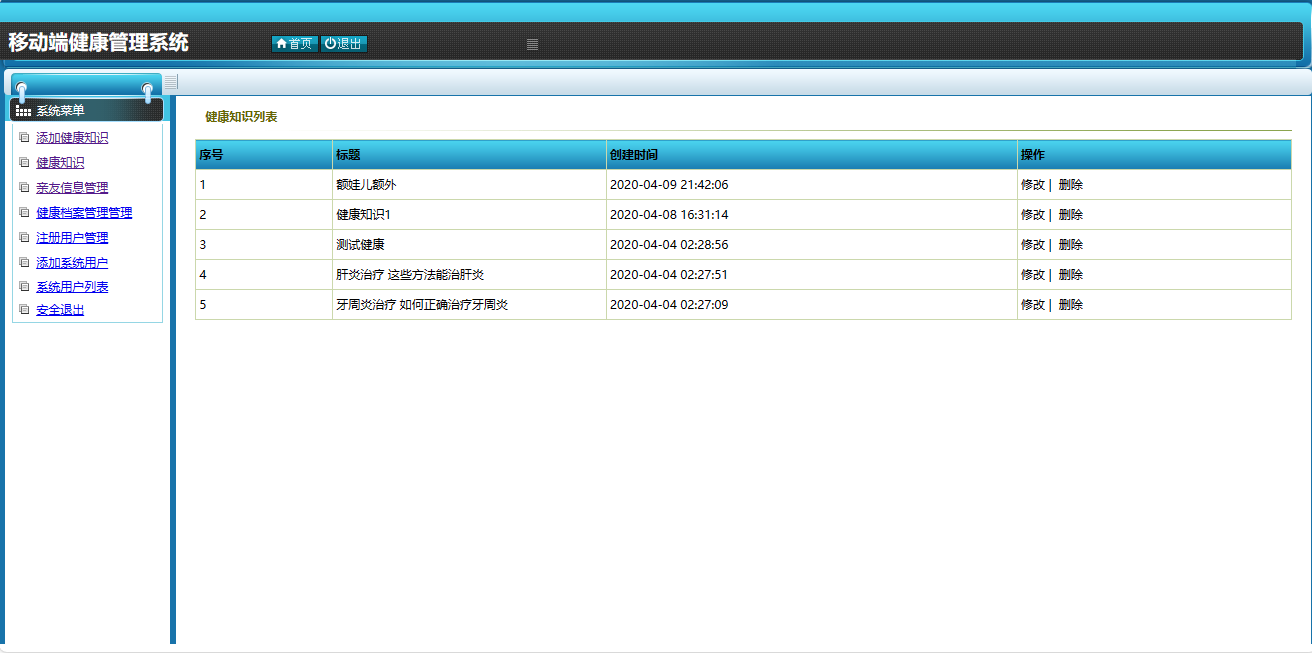 移动端健康管理系统
首页 退出
系统菜单
添加健康知识
健康知识
亲友信息管理
健康档案管理管理
注册用户管理
添加系统用户
系统用户列表
安全退出
健康知识列表
序号 标题 创建时间 操作
1 额娃儿额外 2020-04-09 21:42:06 修改 | 删除
2 健康知识1 2020-04-08 16:31:14 修改 | 删除
3 测试健康 2020-04-04 02:28:56 修改 | 删除
4 肝炎治疗 这些方法能治肝炎 2020-04-04 02:27:51 修改 | 删除
5 牙周炎治疗 如何正确治疗牙周炎 2020-04-04 02:27:09 修改 | 删除